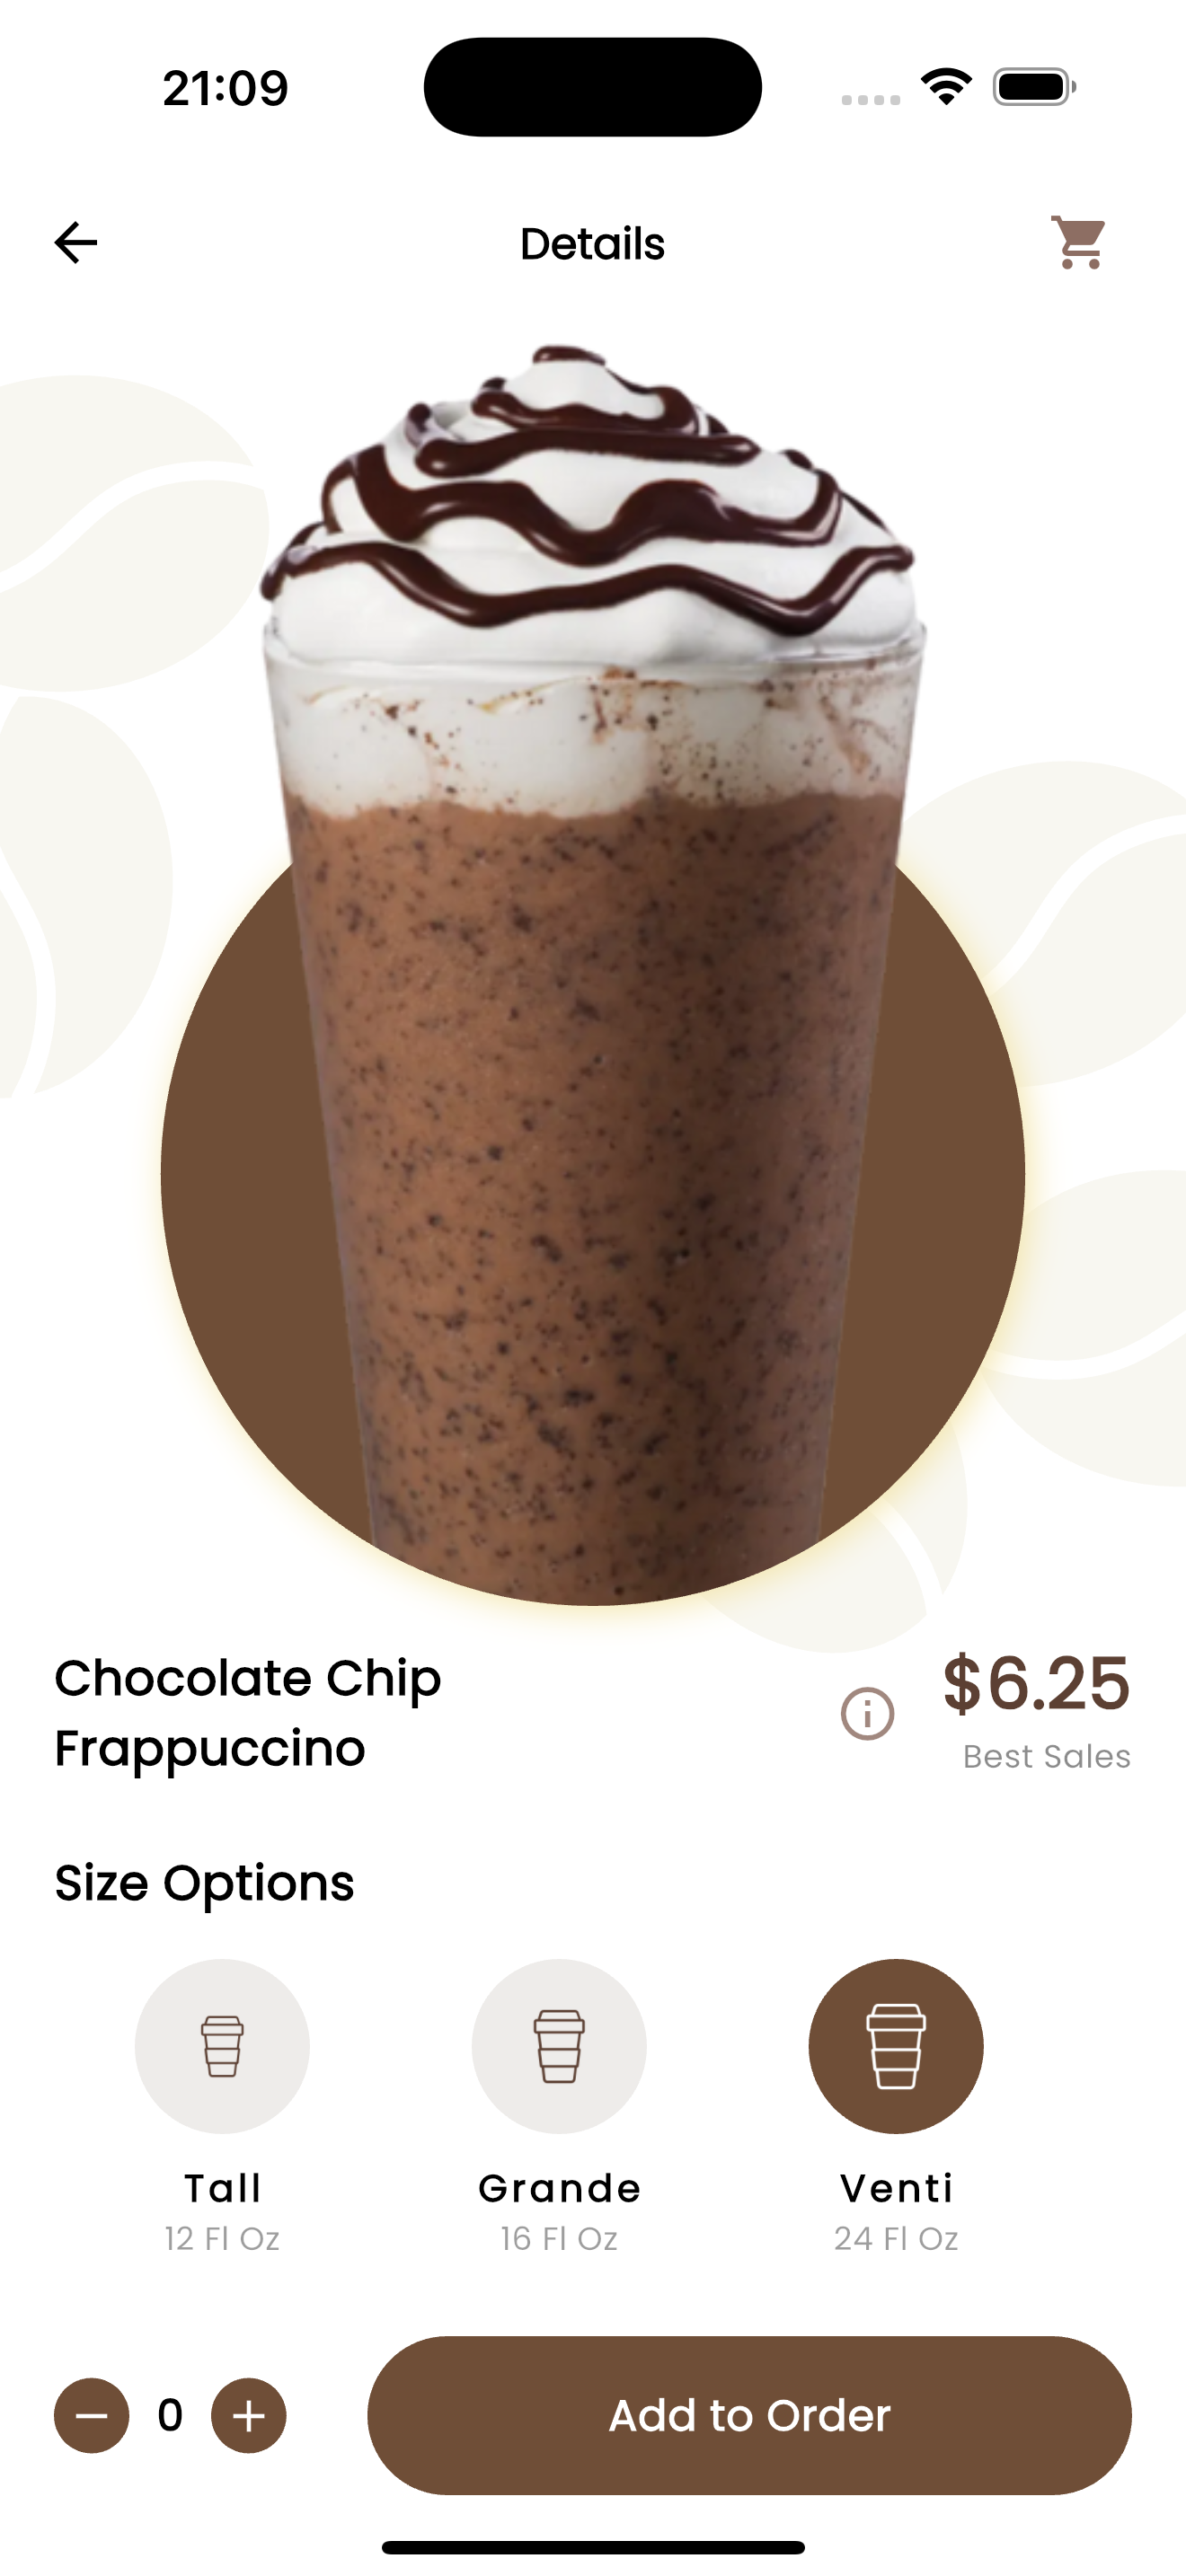 21:09
Details
Chocolate Chip
Frappuccino
$6.25
Best Sales
Size Options
Tall
Grande
Venti
12 Fl Oz
16 Fl Oz
24 Fl Oz
0
Add to Order